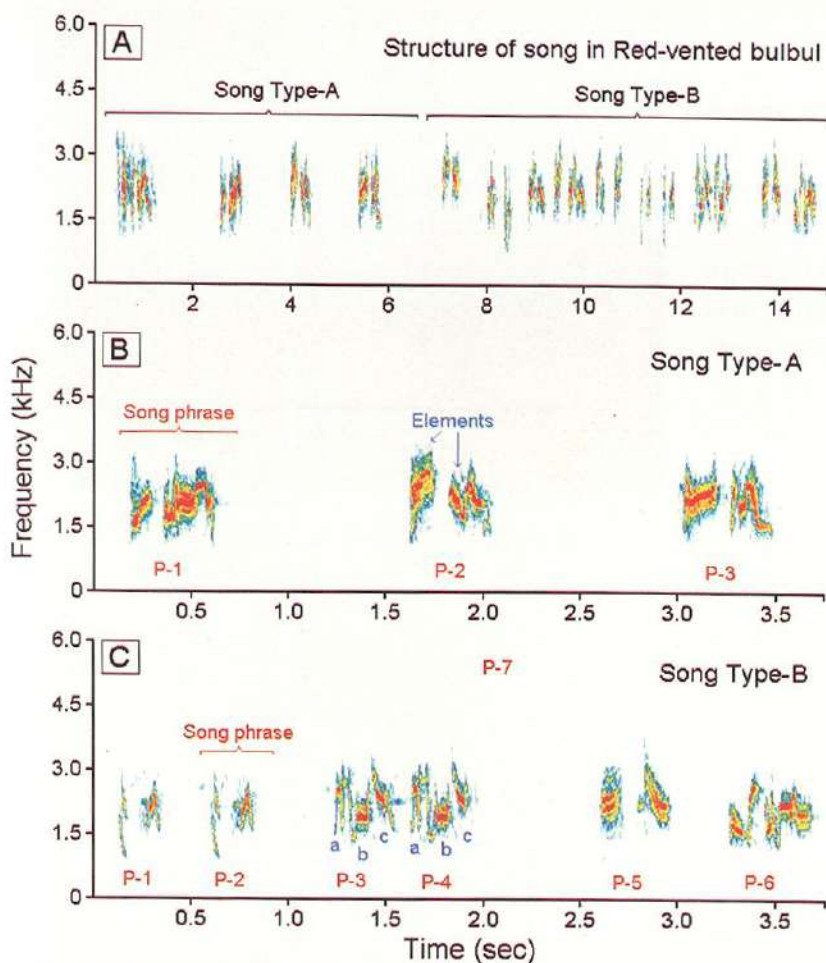 A
Structure of song in Red-vented bulbul
Song Type-A
Song Type-B
6.0
4.5
3.0
1.5
0
2 4 6 8 10 12 14
B
Song Type-A
6.0
4.5
3.0
1.5
0
Song phrase
Elements
P-1 P-2 P-3
0.5 1.0 1.5 2.0 2.5 3.0 3.5
Frequency (kHz)
C
P-7
Song Type-B
6.0
4.5
3.0
1.5
0
Song phrase
a b c a b c
P-1 P-2 P-3 P-4 P-5 P-6
0.5 1.0 1.5 2.0 2.5 3.0 3.5
Time (sec)